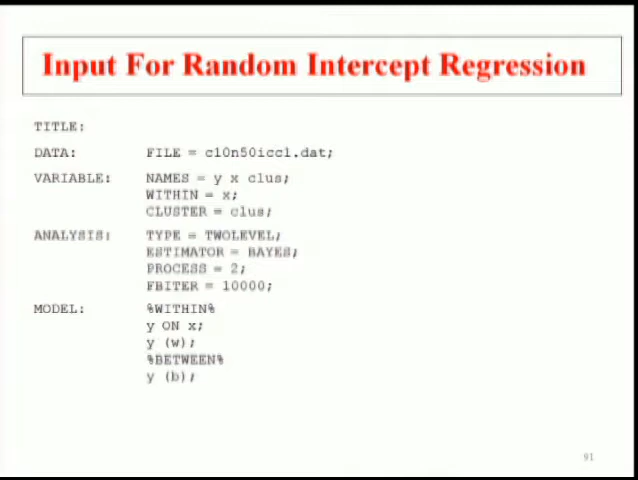 Input For Random Intercept Regression
TITLE:
DATA: FILE = c10n50icc1.dat;
VARIABLE: NAMES = y x clus;
WITHIN = x;
CLUSTER = clus;
ANALYSIS: TYPE = TWOLEVEL;
ESTIMATOR = BAYES;
PROCESS = 2;
FBITER = 10000;
MODEL: %WITHIN%
y ON x;
y (w);
%BETWEEN%
y (b);
91